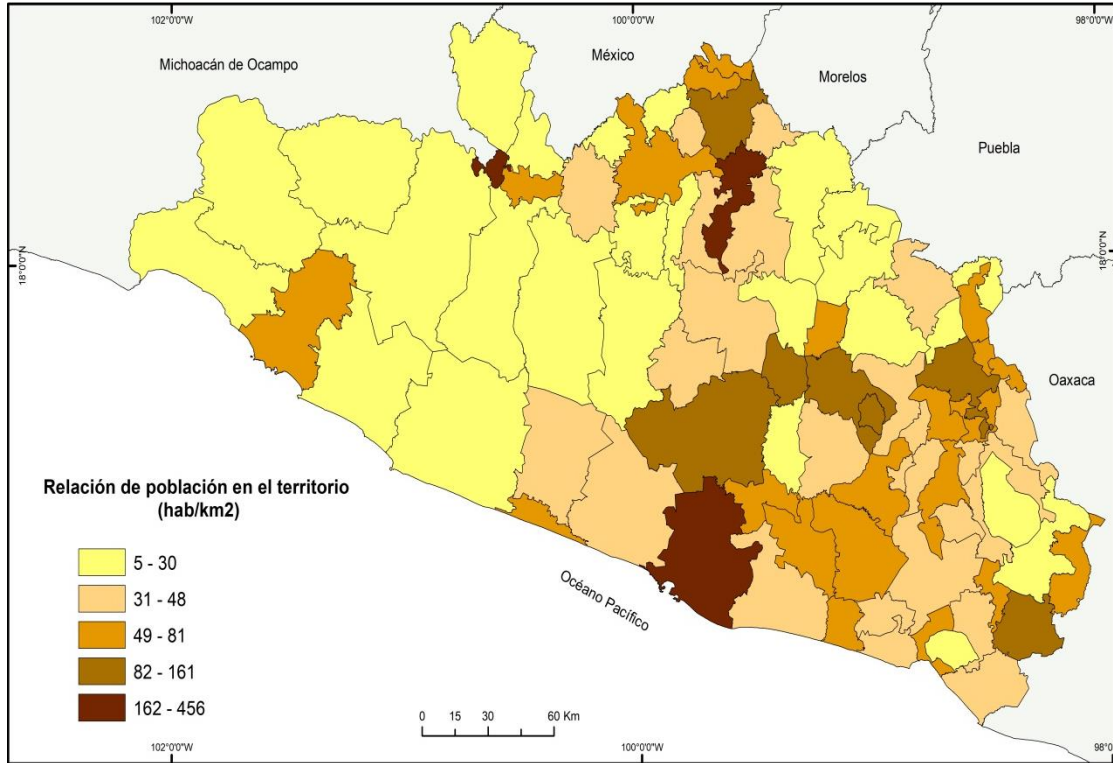 102°0'0"W
100°0'0"W
98°0'0"W
Michoacán de Ocampo
México
Morelos
Puebla
18°0'0"N
18°0'0"N
Oaxaca
Relación de población en el territorio
(hab/km2)
5 - 30
31 - 48
49 - 81
82 - 161
162 - 456
Océano Pacífico
0 15 30 60 Km
102°0'0"W
100°0'0"W